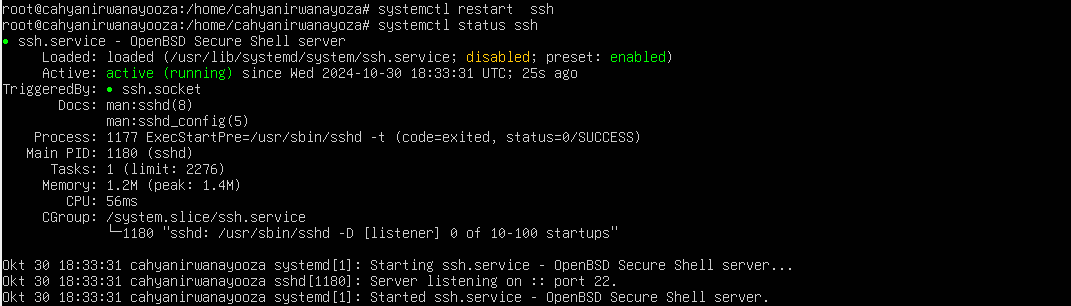 root@cahyanirwanayooza:/home/cahyanirwanayoza# systemctl restart  ssh
root@cahyanirwanayooza:/home/cahyanirwanayoza# systemctl status ssh
● ssh.service - OpenBSD Secure Shell server
     Loaded: loaded (/usr/lib/systemd/system/ssh.service; disabled; preset: enabled)
     Active: active (running) since Wed 2024-10-30 18:33:31 UTC; 25s ago
TriggeredBy: ● ssh.socket
       Docs: man:sshd(8)
             man:sshd_config(5)
    Process: 1177 ExecStartPre=/usr/sbin/sshd -t (code=exited, status=0/SUCCESS)
   Main PID: 1180 (sshd)
      Tasks: 1 (limit: 2276)
     Memory: 1.2M (peak: 1.4M)
        CPU: 56ms
     CGroup: /system.slice/ssh.service
             └─1180 "sshd: /usr/sbin/sshd -D [listener] 0 of 10-100 startups"

Okt 30 18:33:31 cahyanirwanayooza systemd[1]: Starting ssh.service - OpenBSD Secure Shell server...
Okt 30 18:33:31 cahyanirwanayooza sshd[1180]: Server listening on :: port 22.
Okt 30 18:33:31 cahyanirwanayooza systemd[1]: Started ssh.service - OpenBSD Secure Shell server.